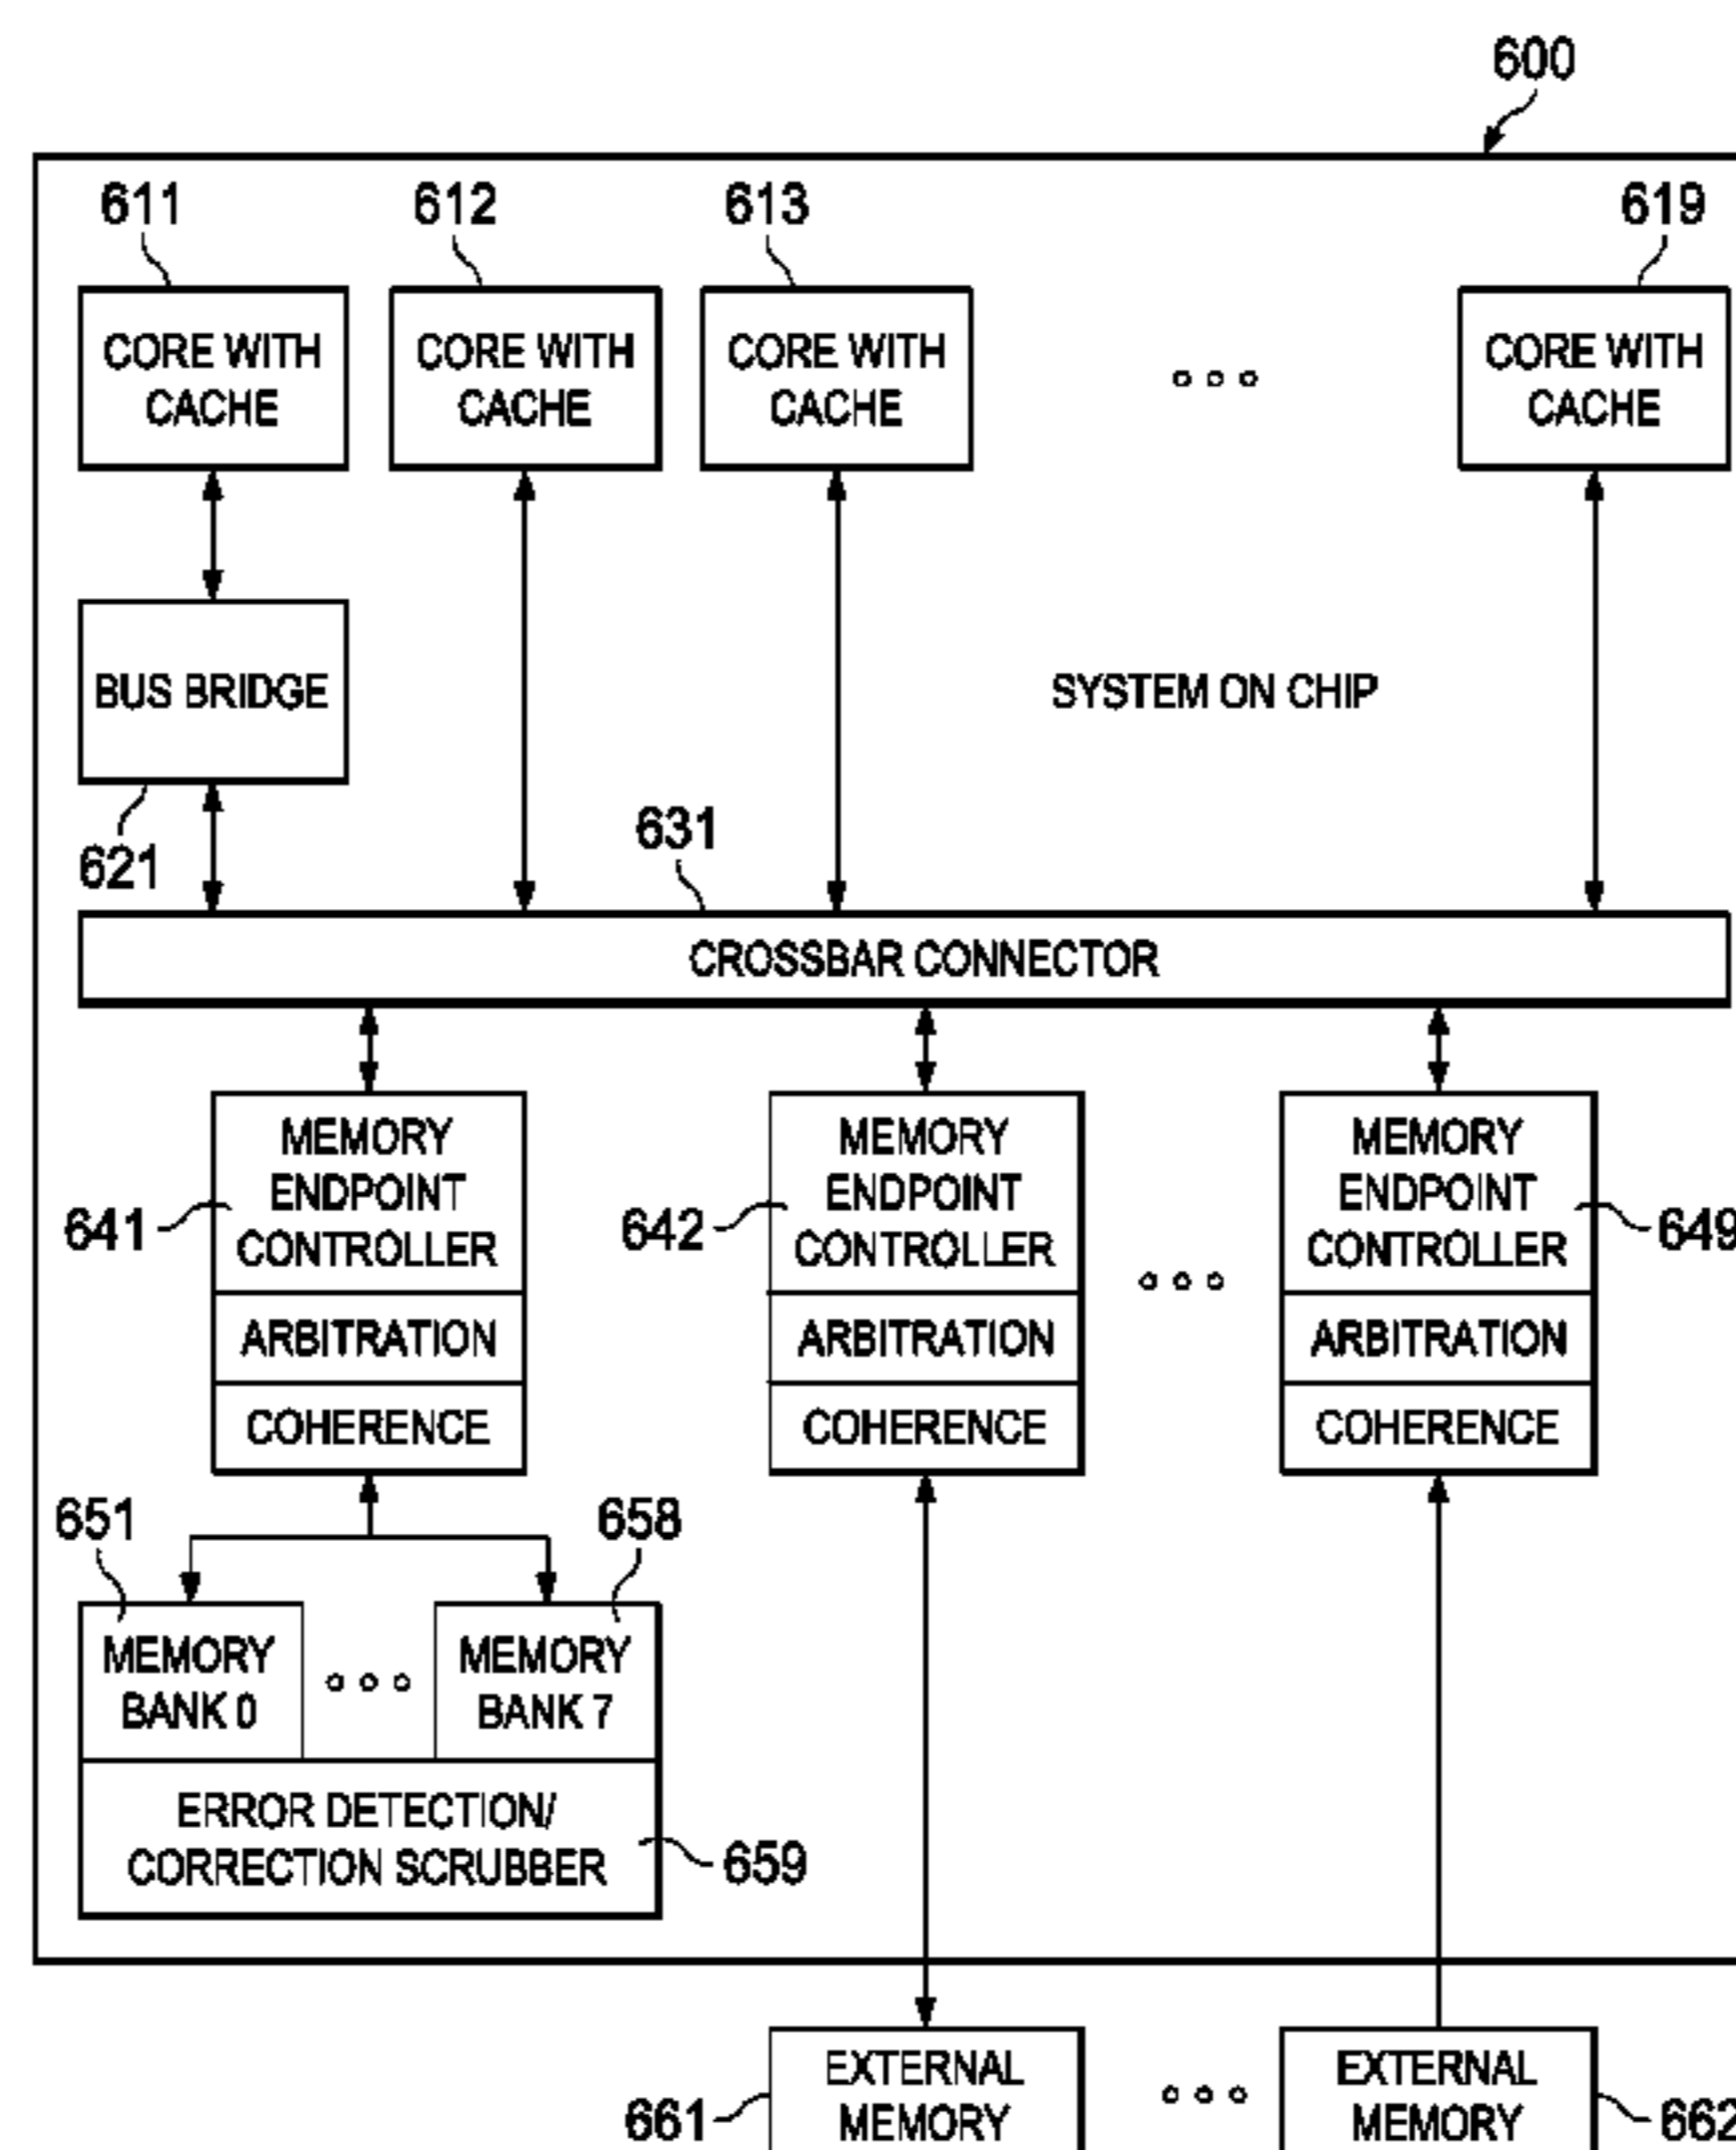 600
611
612
613
619
CORE WITH
CACHE
CORE WITH
CACHE
CORE WITH
CACHE
CORE WITH
CACHE
BUS BRIDGE
SYSTEM ON CHIP
621
631
CROSSBAR CONNECTOR
MEMORY
ENDPOINT
CONTROLLER
ARBITRATION
COHERENCE
641
MEMORY
ENDPOINT
CONTROLLER
ARBITRATION
COHERENCE
642
MEMORY
ENDPOINT
CONTROLLER
ARBITRATION
COHERENCE
649
651
658
MEMORY
BANK 0
MEMORY
BANK 7
ERROR DETECTION/
CORRECTION SCRUBBER
659
EXTERNAL
MEMORY
661
EXTERNAL
MEMORY
662